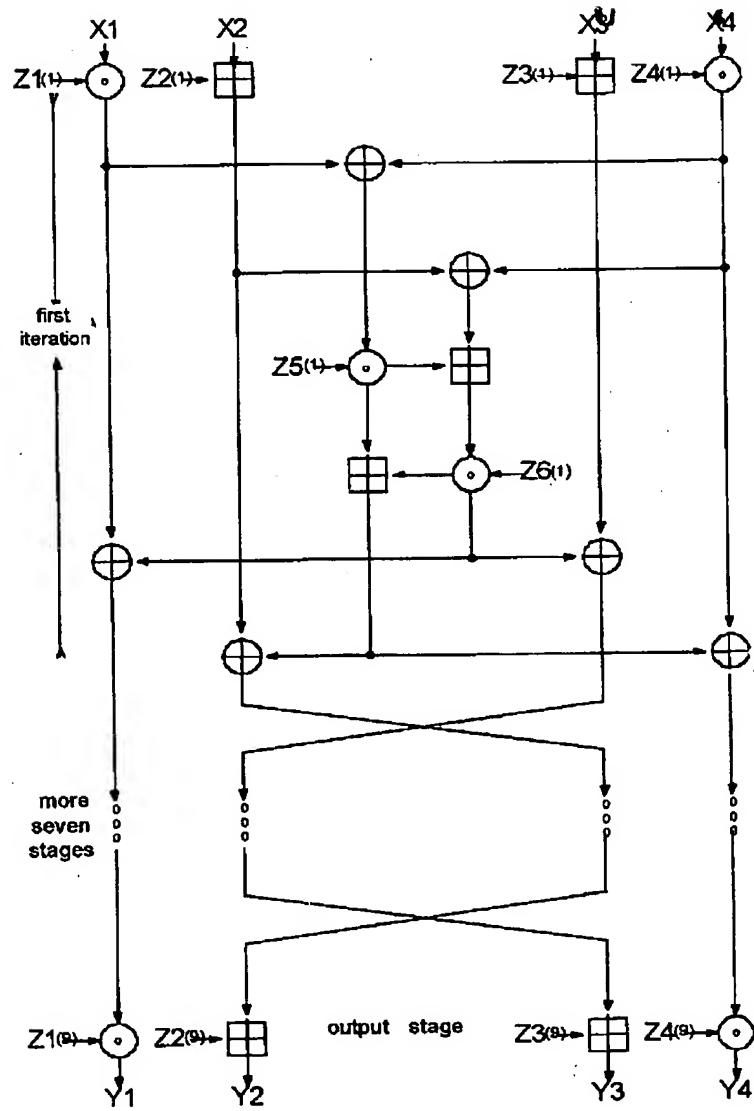 X1 X2 X3 X4
Z1(1) Z2(1) Z3(1) Z4(1)
first
iteration
Z5(1)
Z6(1)
more
seven
stages
output stage
Z1(9) Z2(9) Z3(9) Z4(9)
Y1 Y2 Y3 Y4